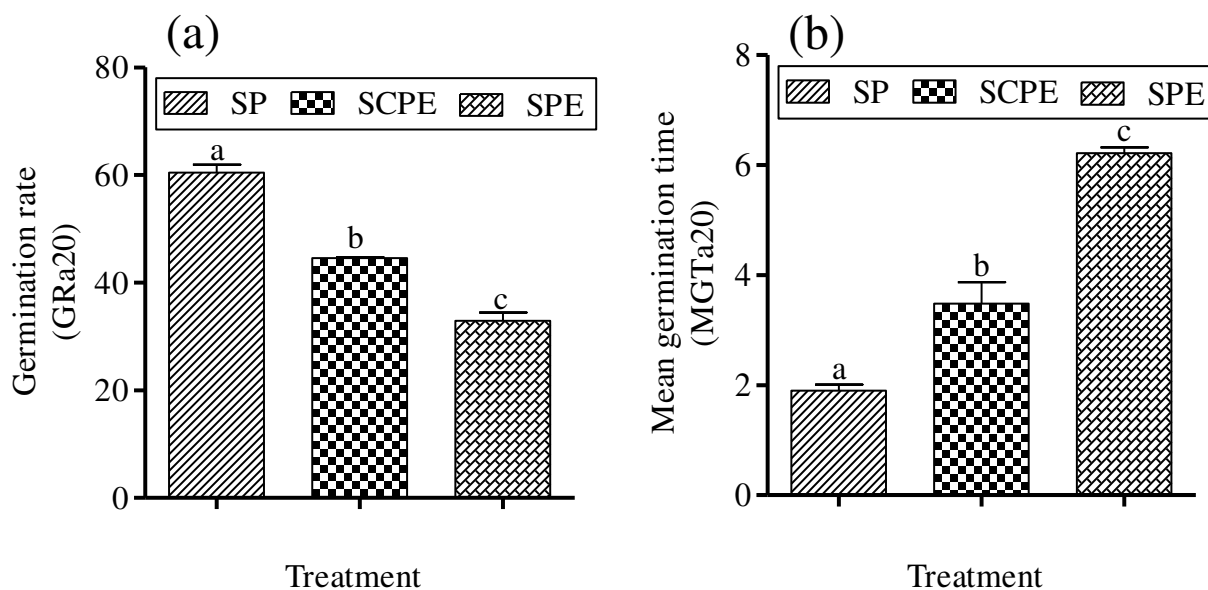 (a)
80
60
40
20
0
Germination rate
(GRa20)
SP SCPE SPE
a
b
c
Treatment
(b)
8
6
4
2
0
Mean germination time
(MGTa20)
SP SCPE SPE
a
b
c
Treatment